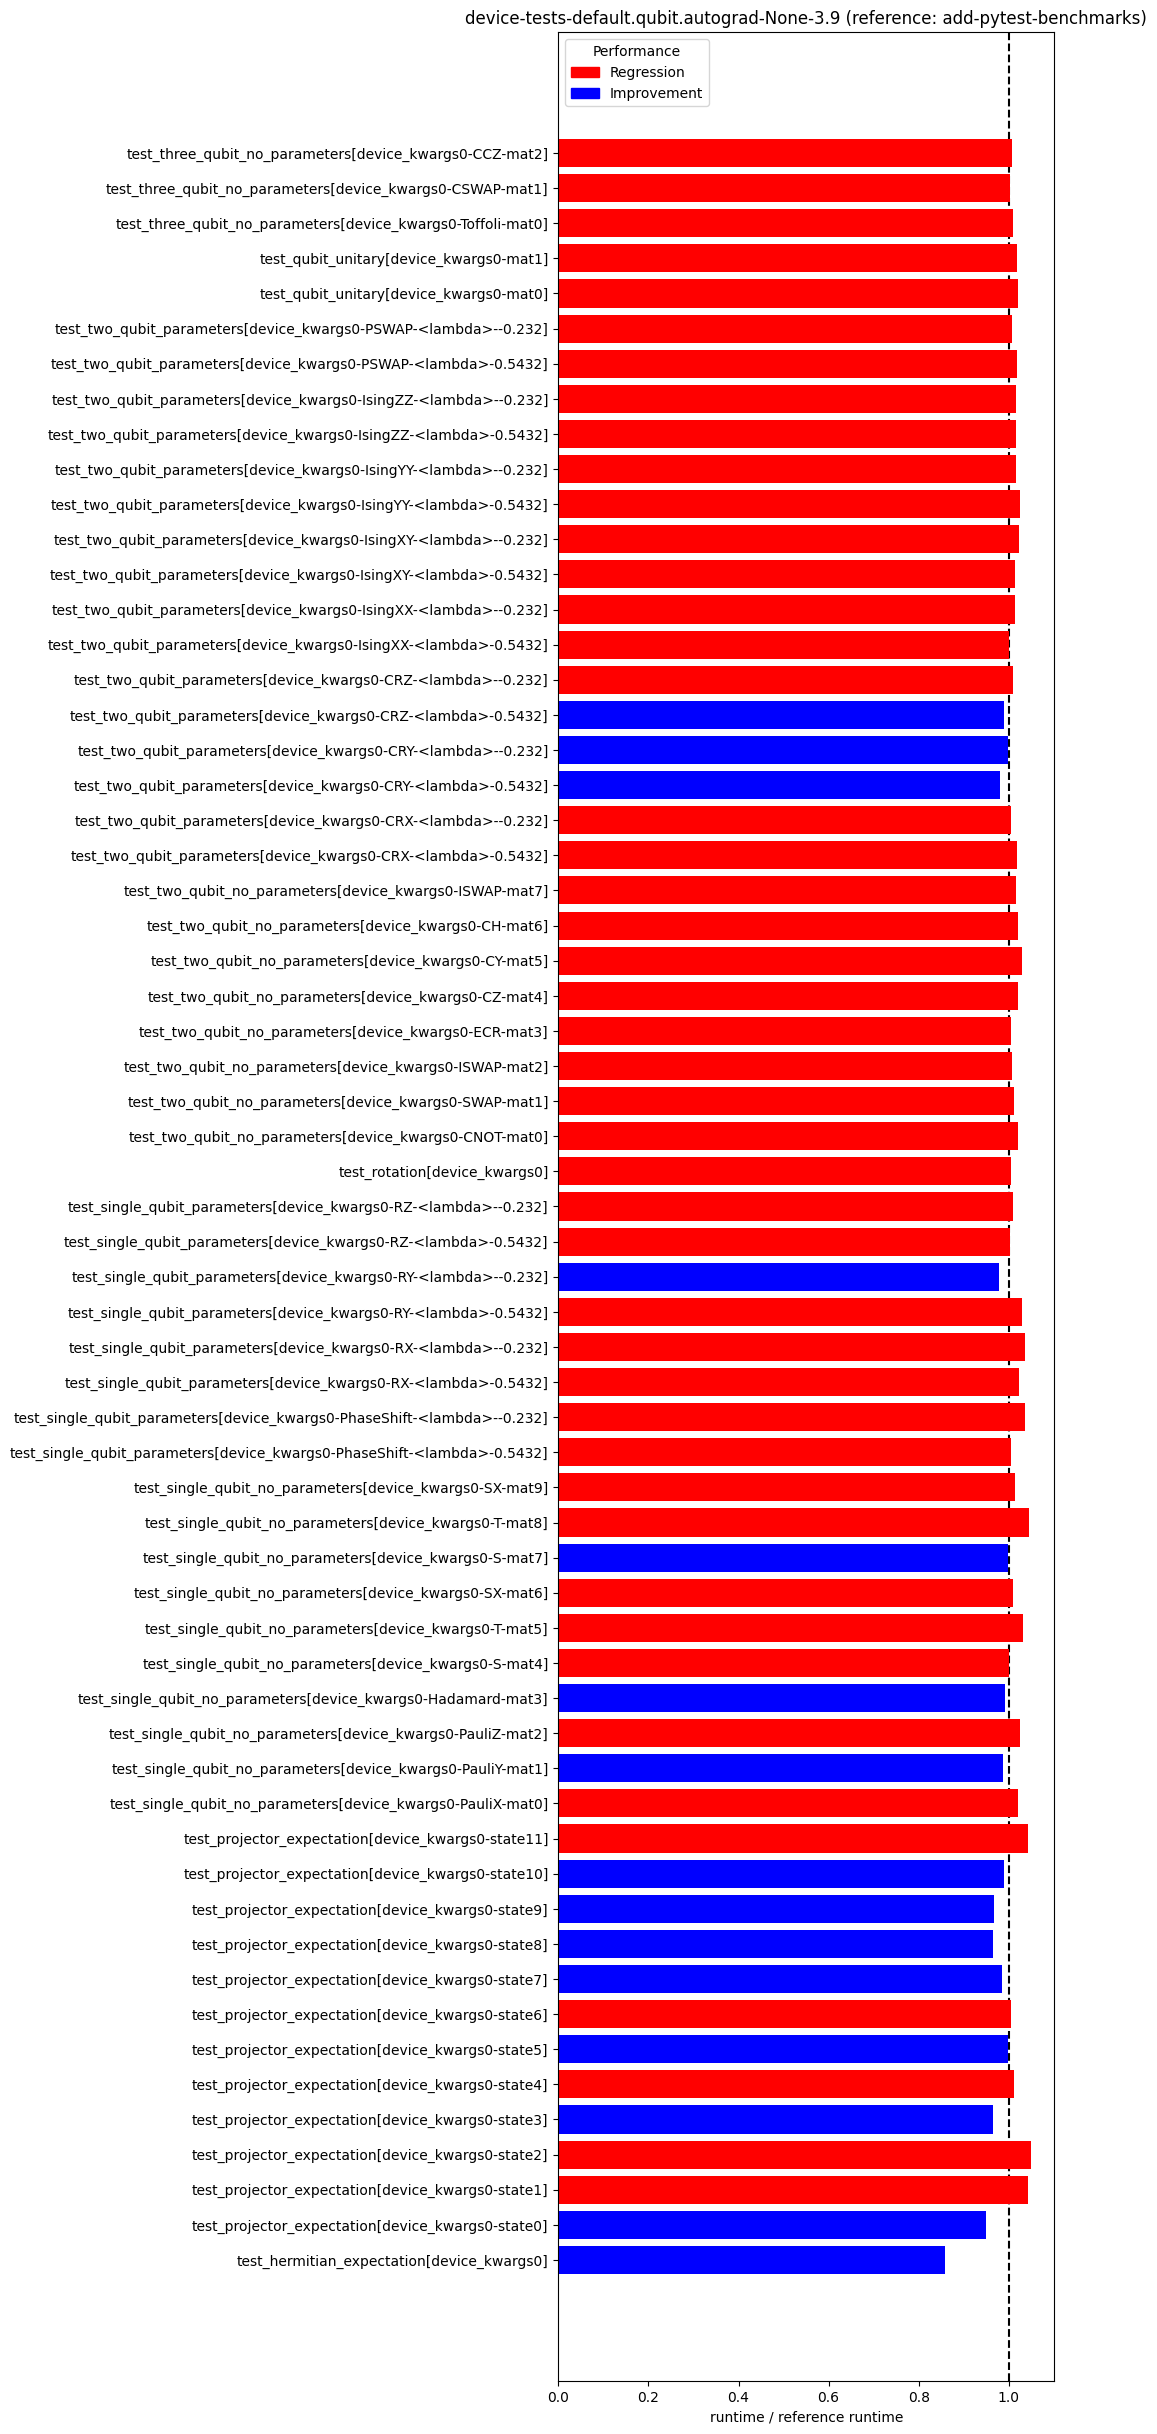 device-tests-default.qubit.autograd-None-3.9 (reference: add-pytest-benchmarks)
Performance
Regression
Improvement
test_three_qubit_no_parameters[device_kwargs0-CCZ-mat2]
test_three_qubit_no_parameters[device_kwargs0-CSWAP-mat1]
test_three_qubit_no_parameters[device_kwargs0-Toffoli-mat0]
test_qubit_unitary[device_kwargs0-mat1]
test_qubit_unitary[device_kwargs0-mat0]
test_two_qubit_parameters[device_kwargs0-PSWAP-<lambda>--0.232]
test_two_qubit_parameters[device_kwargs0-PSWAP-<lambda>-0.5432]
test_two_qubit_parameters[device_kwargs0-IsingZZ-<lambda>--0.232]
test_two_qubit_parameters[device_kwargs0-IsingZZ-<lambda>-0.5432]
test_two_qubit_parameters[device_kwargs0-IsingYY-<lambda>--0.232]
test_two_qubit_parameters[device_kwargs0-IsingYY-<lambda>-0.5432]
test_two_qubit_parameters[device_kwargs0-IsingXY-<lambda>--0.232]
test_two_qubit_parameters[device_kwargs0-IsingXY-<lambda>-0.5432]
test_two_qubit_parameters[device_kwargs0-IsingXX-<lambda>--0.232]
test_two_qubit_parameters[device_kwargs0-IsingXX-<lambda>-0.5432]
test_two_qubit_parameters[device_kwargs0-CRZ-<lambda>--0.232]
test_two_qubit_parameters[device_kwargs0-CRZ-<lambda>-0.5432]
test_two_qubit_parameters[device_kwargs0-CRY-<lambda>--0.232]
test_two_qubit_parameters[device_kwargs0-CRY-<lambda>-0.5432]
test_two_qubit_parameters[device_kwargs0-CRX-<lambda>--0.232]
test_two_qubit_parameters[device_kwargs0-CRX-<lambda>-0.5432]
test_two_qubit_no_parameters[device_kwargs0-ISWAP-mat7]
test_two_qubit_no_parameters[device_kwargs0-CH-mat6]
test_two_qubit_no_parameters[device_kwargs0-CY-mat5]
test_two_qubit_no_parameters[device_kwargs0-CZ-mat4]
test_two_qubit_no_parameters[device_kwargs0-ECR-mat3]
test_two_qubit_no_parameters[device_kwargs0-ISWAP-mat2]
test_two_qubit_no_parameters[device_kwargs0-SWAP-mat1]
test_two_qubit_no_parameters[device_kwargs0-CNOT-mat0]
test_rotation[device_kwargs0]
test_single_qubit_parameters[device_kwargs0-RZ-<lambda>--0.232]
test_single_qubit_parameters[device_kwargs0-RZ-<lambda>-0.5432]
test_single_qubit_parameters[device_kwargs0-RY-<lambda>--0.232]
test_single_qubit_parameters[device_kwargs0-RY-<lambda>-0.5432]
test_single_qubit_parameters[device_kwargs0-RX-<lambda>--0.232]
test_single_qubit_parameters[device_kwargs0-RX-<lambda>-0.5432]
test_single_qubit_parameters[device_kwargs0-PhaseShift-<lambda>--0.232]
test_single_qubit_parameters[device_kwargs0-PhaseShift-<lambda>-0.5432]
test_single_qubit_no_parameters[device_kwargs0-SX-mat9]
test_single_qubit_no_parameters[device_kwargs0-T-mat8]
test_single_qubit_no_parameters[device_kwargs0-S-mat7]
test_single_qubit_no_parameters[device_kwargs0-SX-mat6]
test_single_qubit_no_parameters[device_kwargs0-T-mat5]
test_single_qubit_no_parameters[device_kwargs0-S-mat4]
test_single_qubit_no_parameters[device_kwargs0-Hadamard-mat3]
test_single_qubit_no_parameters[device_kwargs0-PauliZ-mat2]
test_single_qubit_no_parameters[device_kwargs0-PauliY-mat1]
test_single_qubit_no_parameters[device_kwargs0-PauliX-mat0]
test_projector_expectation[device_kwargs0-state11]
test_projector_expectation[device_kwargs0-state10]
test_projector_expectation[device_kwargs0-state9]
test_projector_expectation[device_kwargs0-state8]
test_projector_expectation[device_kwargs0-state7]
test_projector_expectation[device_kwargs0-state6]
test_projector_expectation[device_kwargs0-state5]
test_projector_expectation[device_kwargs0-state4]
test_projector_expectation[device_kwargs0-state3]
test_projector_expectation[device_kwargs0-state2]
test_projector_expectation[device_kwargs0-state1]
test_projector_expectation[device_kwargs0-state0]
test_hermitian_expectation[device_kwargs0]
0.0 0.2 0.4 0.6 0.8 1.0
runtime / reference runtime